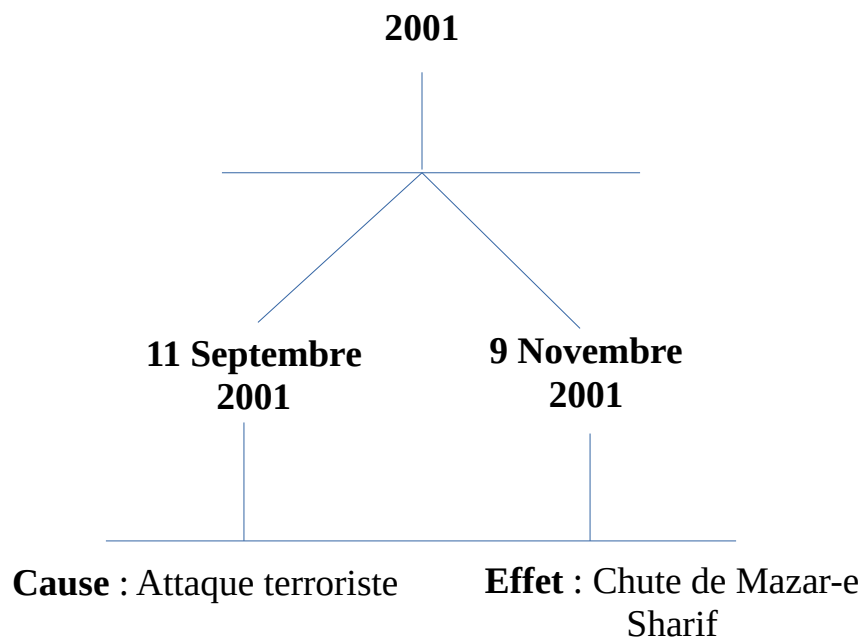 2001
11 Septembre
2001
9 Novembre
2001
Cause : Attaque terroriste
Effet : Chute de Mazar-e
Sharif